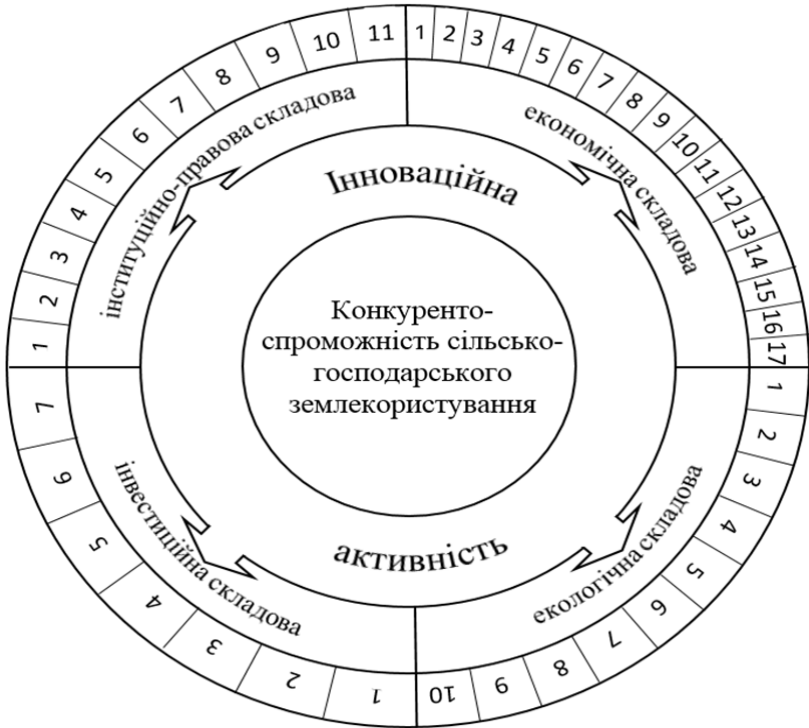 1 2 3 4 5 6 7 8 9 10 11
1 2 3 4 5 6 7 8 9 10 11 12 13 14 15 16 17
інституційно-правова складова
економічна складова
Інноваційна
Конкуренто-
спроможність сільсько-
господарського
землекористування
активність
інвестиційна складова
екологічна складова
1 2 3 4 5 6 7
1 2 3 4 5 6 7 8 9 10